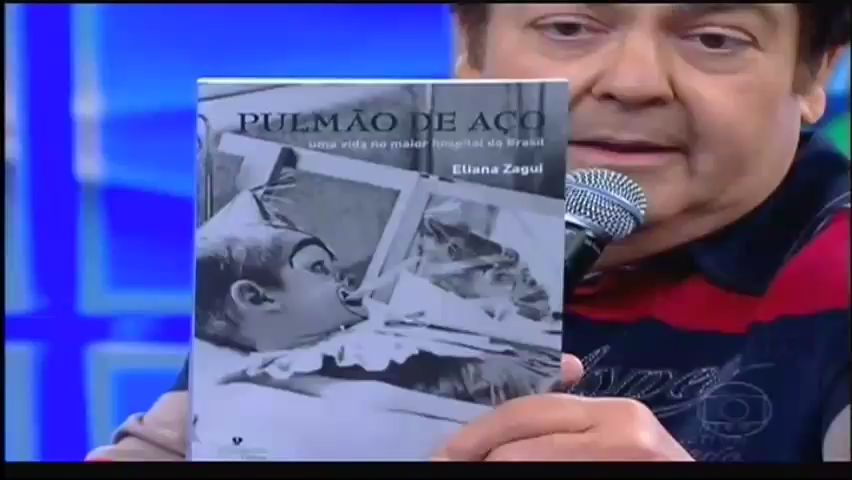 PULMÃO DE AÇO
uma vida no maior hospital do Brasil
Eliana Zagui